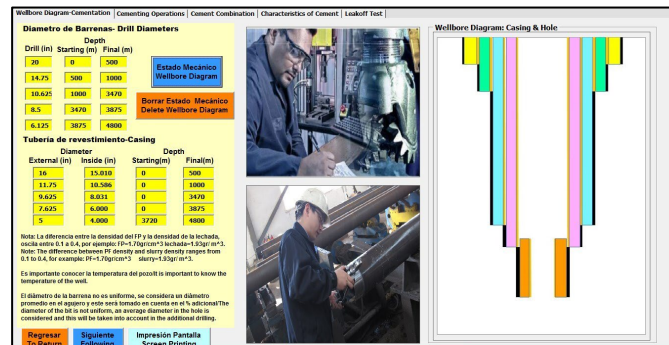 Wellbore Diagram-Cementation Cementing Operations Cement Combination Characteristics of Cement Leakoff Test
Diametro de Barrenas- Drill Diameters
Depth
Drill (in) Starting (m) Final (m)
20 0 500
14.75 500 1000
10.625 1000 3470
8.5 3470 3875
6.125 3875 4800
Estado Mecánico
Wellbore Diagram
Borrar Estado Mecánico
Delete Wellbore Diagram
Tubería de revestimiento-Casing
Diameter Depth
External (in) Inside (in) Starting(m) Final(m)
16 15.010 0 500
11.75 10.586 0 1000
9.625 8.031 0 3470
7.625 6.000 0 3875
5 4.000 3720 4800
Nota: La diferencia entre la densidad del FP y la densidad de la lechada,
oscila entre 0.1 a 0.4, por ejemplo: FP=1.70gr/cm^3 lechada=1.93gr/ m^3.
Note: The difference between PF density and slurry density ranges from
0.1 to 0.4, for example: PF=1.70gr/cm^3 slurry=1.93gr/ m^3.
Es importante conocer la temperatura del pozo/It is important to know the
temperature of the well.
El diàmetro de la barrena no es uniforme, se considera un diàmetro
promedio en el agujero y este será tomado en cuenta en el % adicional/The
diameter of the bit is not uniform, an average diameter in the hole is
considered and this will be taken into account in the additional drilling.
Regresar
To Return
Siguiente
Following
Impresión Pantalla
Screen Printing
Wellbore Diagram: Casing & Hole